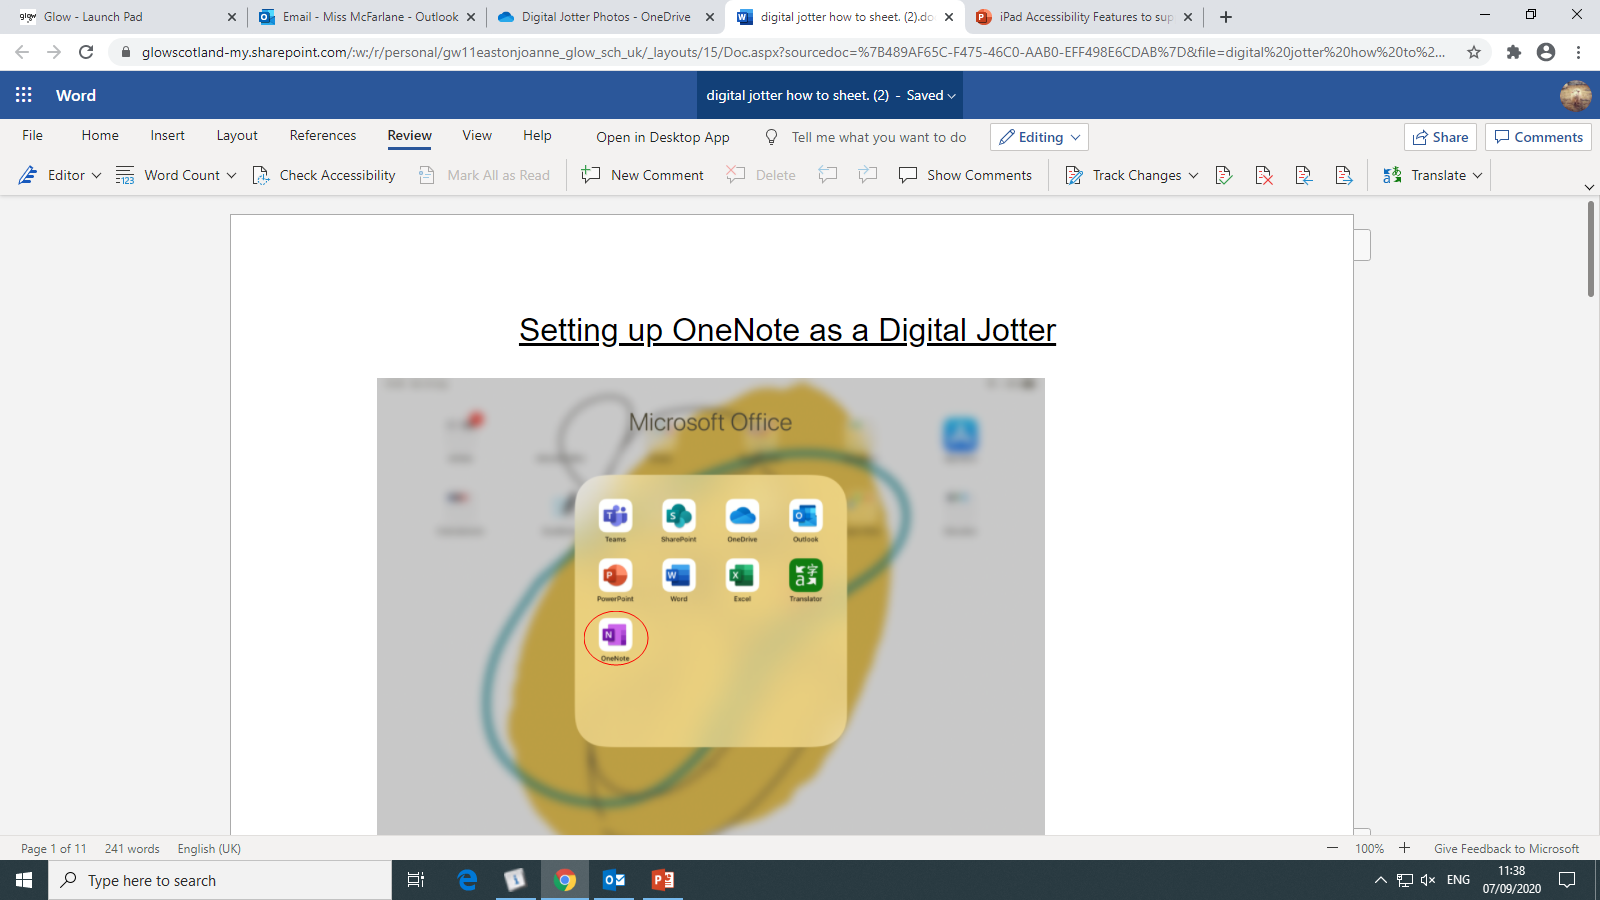 glow Glow - Launch Pad
Email - Miss McFarlane - Outlook
Digital Jotter Photos - OneDrive
digital jotter how to sheet. (2).do
iPad Accessibility Features to sup
glowscotland-my.sharepoint.com/:w:/r/personal/gw11eastonjoanne_glow_sch_uk/_layouts/15/Doc.aspx?sourcedoc=%7B489AF65C-F475-46C0-AAB0-EFF498E6CDAB%7D&file=digital%20jotter%20how%20to%2...
Word
digital jotter how to sheet. (2) - Saved
File Home Insert Layout References Review View Help Open in Desktop App Tell me what you want to do Editing Share Comments
Editor Word Count Check Accessibility Mark All as Read New Comment Delete Show Comments Track Changes Translate
Setting up OneNote as a Digital Jotter
Microsoft Office
Teams SharePoint OneDrive Outlook
PowerPoint Word Excel Translator
OneNote
Page 1 of 11 241 words English (UK) 100% Give Feedback to Microsoft
Type here to search
ENG
11:38
07/09/2020